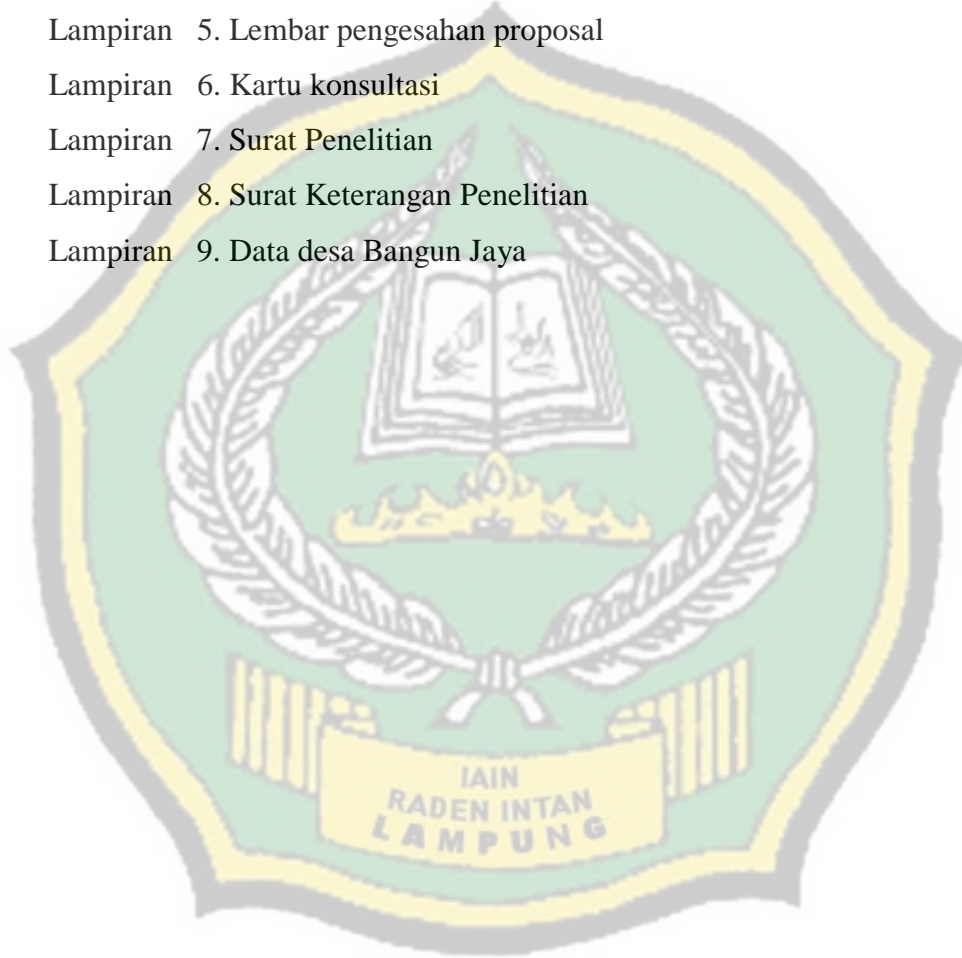 Lampiran 5. Lembar pengesahan proposal
Lampiran 6. Kartu konsultasi
Lampiran 7. Surat Penelitian
Lampiran 8. Surat Keterangan Penelitian
Lampiran 9. Data desa Bangun Jaya
IAIN
RADEN INTAN
LAMPUNG